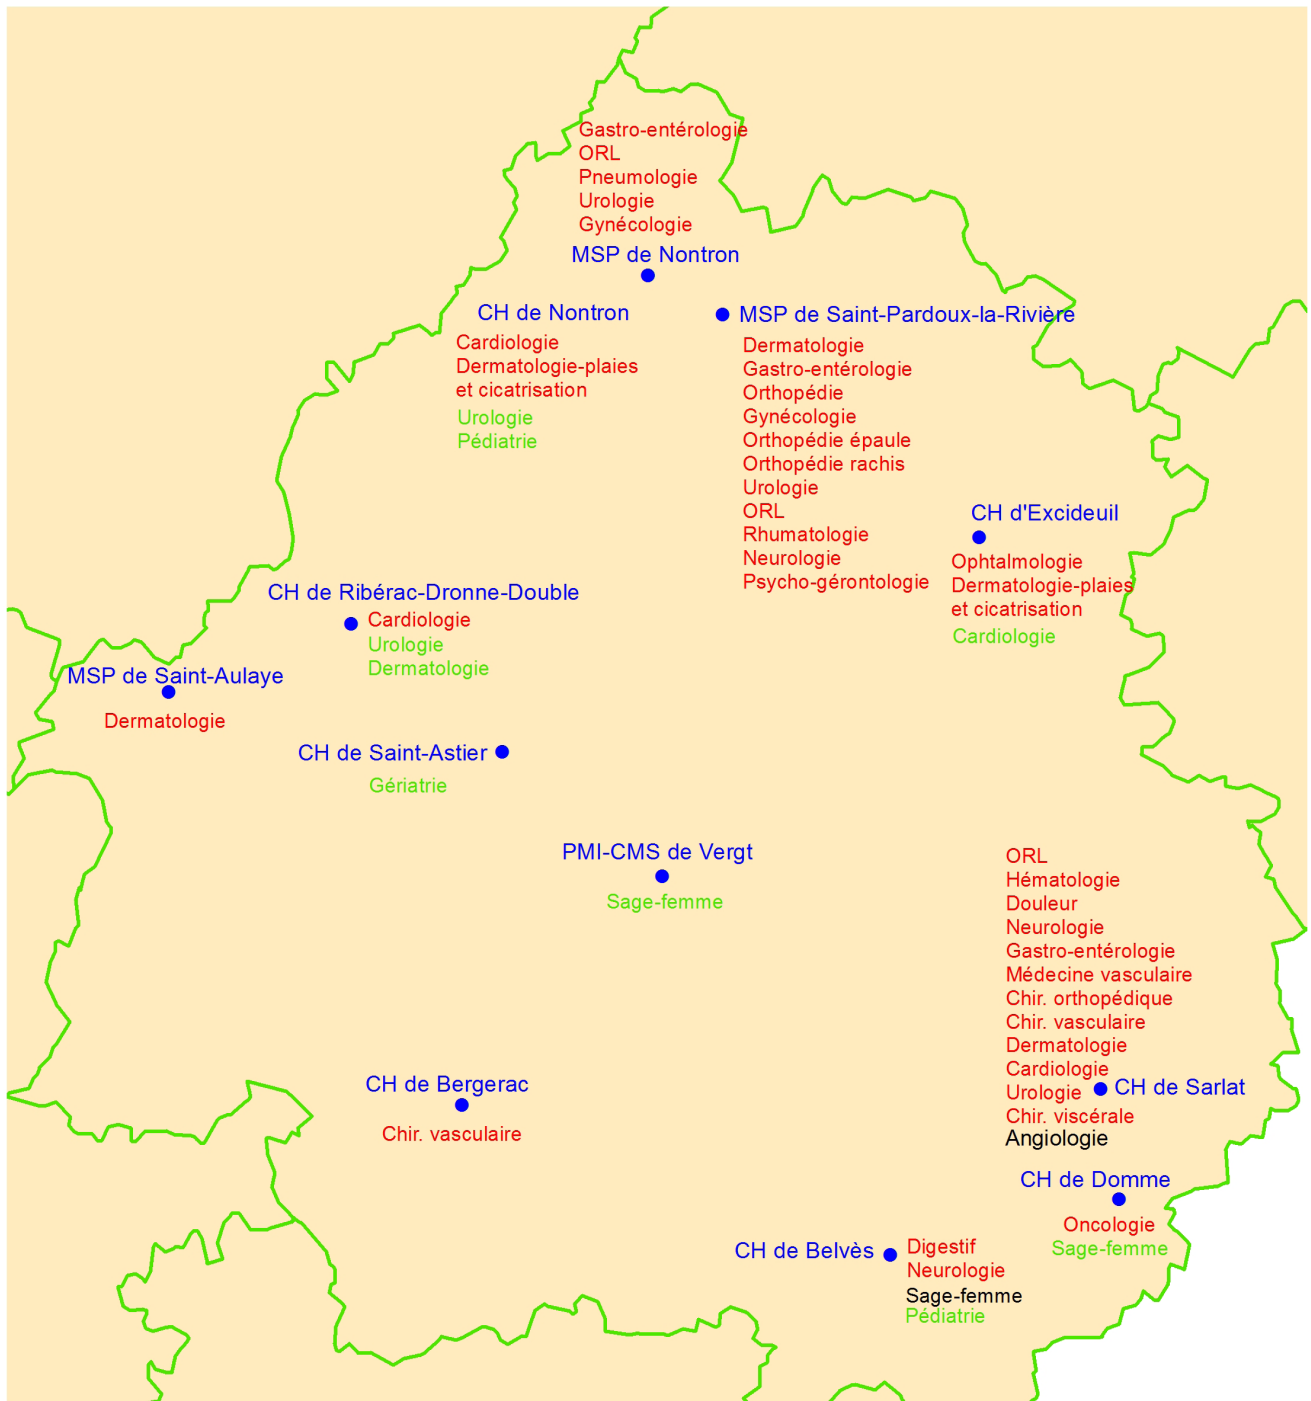 Gastro-entérologie
ORL
Pneumologie
Urologie
Gynécologie
MSP de Nontron
CH de Nontron
Cardiologie
Dermatologie-plaies
et cicatrisation
Urologie
Pédiatrie
MSP de Saint-Pardoux-la-Rivière
Dermatologie
Gastro-entérologie
Orthopédie
Gynécologie
Orthopédie épaule
Orthopédie rachis
Urologie
ORL
Rhumatologie
Neurologie
Psycho-gérontologie
CH d'Excideuil
Ophtalmologie
Dermatologie-plaies
et cicatrisation
Cardiologie
CH de Ribérac-Dronne-Double
Cardiologie
Urologie
Dermatologie
MSP de Saint-Aulaye
Dermatologie
CH de Saint-Astier
Gériatrie
PMI-CMS de Vergt
Sage-femme
ORL
Hématologie
Douleur
Neurologie
Gastro-entérologie
Médecine vasculaire
Chir. orthopédique
Chir. vasculaire
Dermatologie
Cardiologie
Urologie
Chir. viscérale
Angiologie
CH de Sarlat
CH de Bergerac
Chir. vasculaire
CH de Domme
Oncologie
Sage-femme
CH de Belvès
Digestif
Neurologie
Sage-femme
Pédiatrie